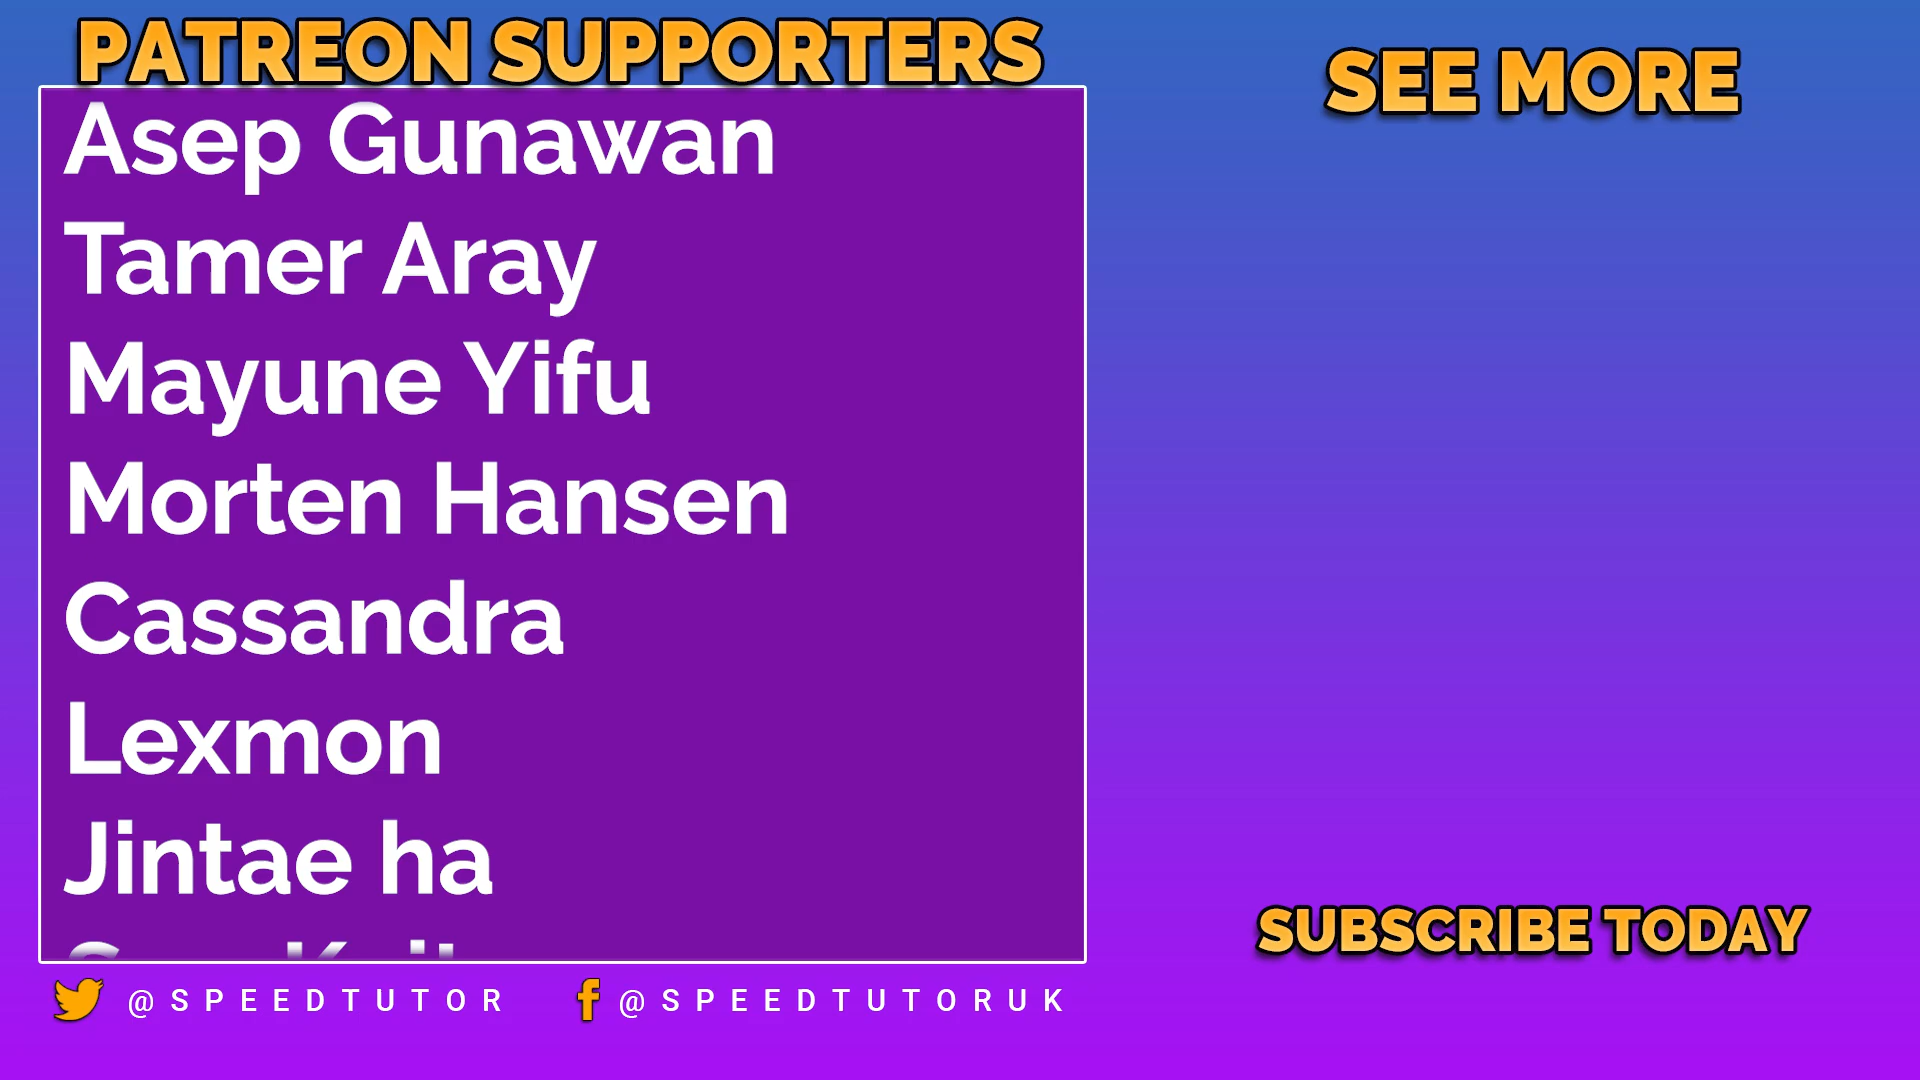 PATREON SUPPORTERS
SEE MORE
Asep Gunawan
Tamer Aray
Mayune Yifu
Morten Hansen
Cassandra
Lexmon
Jintae ha
SUBSCRIBE TODAY
@SPEEDTUTOR
@SPEEDTUTORUK